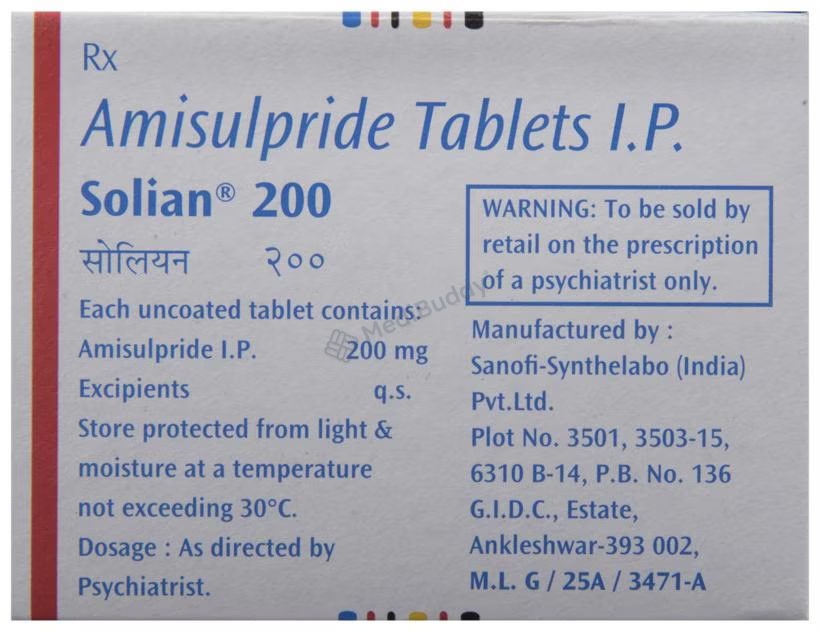 Rx
Amisulpride Tablets I.P.
Solian® 200
सोलियन २००
Each uncoated tablet contains:
Amisulpride I.P. 200 mg
Excipients q.s.
Store protected from light &
moisture at a temperature
not exceeding 30°C.
Dosage : As directed by
Psychiatrist.
WARNING: To be sold by
retail on the prescription
of a psychiatrist only.
Manufactured by :
Sanofi-Synthelabo (India)
Pvt.Ltd.
Plot No. 3501, 3503-15,
6310 B-14, P.B. No. 136
G.I.D.C., Estate,
Ankleshwar-393 002,
M.L. G / 25A / 3471-A
MediBuddy